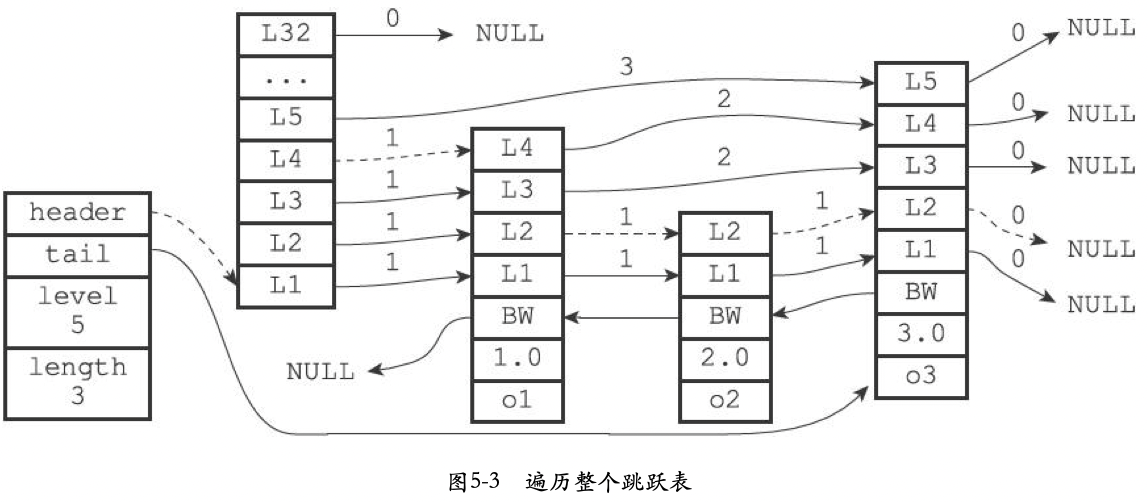 header
tail
level
5
length
3
L32
...
L5
L4
L3
L2
L1
0
NULL
3
1
1
1
1
L4
L3
L2
L1
BW
1.0
o1
NULL
2
2
1
1
L2
L1
BW
2.0
o2
1
1
L5
L4
L3
L2
L1
BW
3.0
o3
0
NULL
0
NULL
0
NULL
0
NULL
0
NULL
图5-3 遍历整个跳跃表